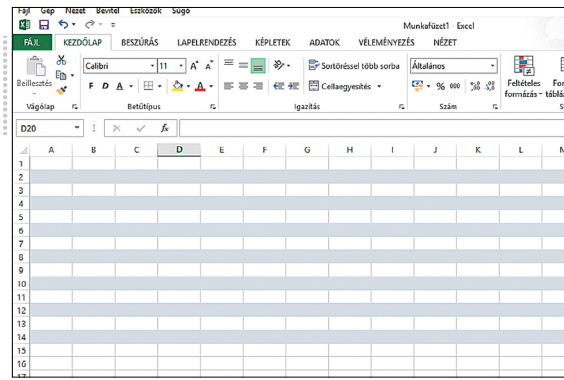 Fájl Gép Nézet Bevitel Eszközök Súgó
Munkafüzet1 - Excel
FÁJL KEZDŐLAP BESZÚRÁS LAPELRENDEZÉS KÉPLETEK ADATOK VÉLEMÉNYEZÉS NÉZET
Calibri 11 A A Sortöréssel több sorba Általános
Beillesztés F D A A Cellaegyesítés % 000 Feltételes
formázás
Vágólap Betűtípus Igazítás Szám
D20 fx
A B C D E F G H I J K L
1
2
3
4
5
6
7
8
9
10
11
12
13
14
15
16
17